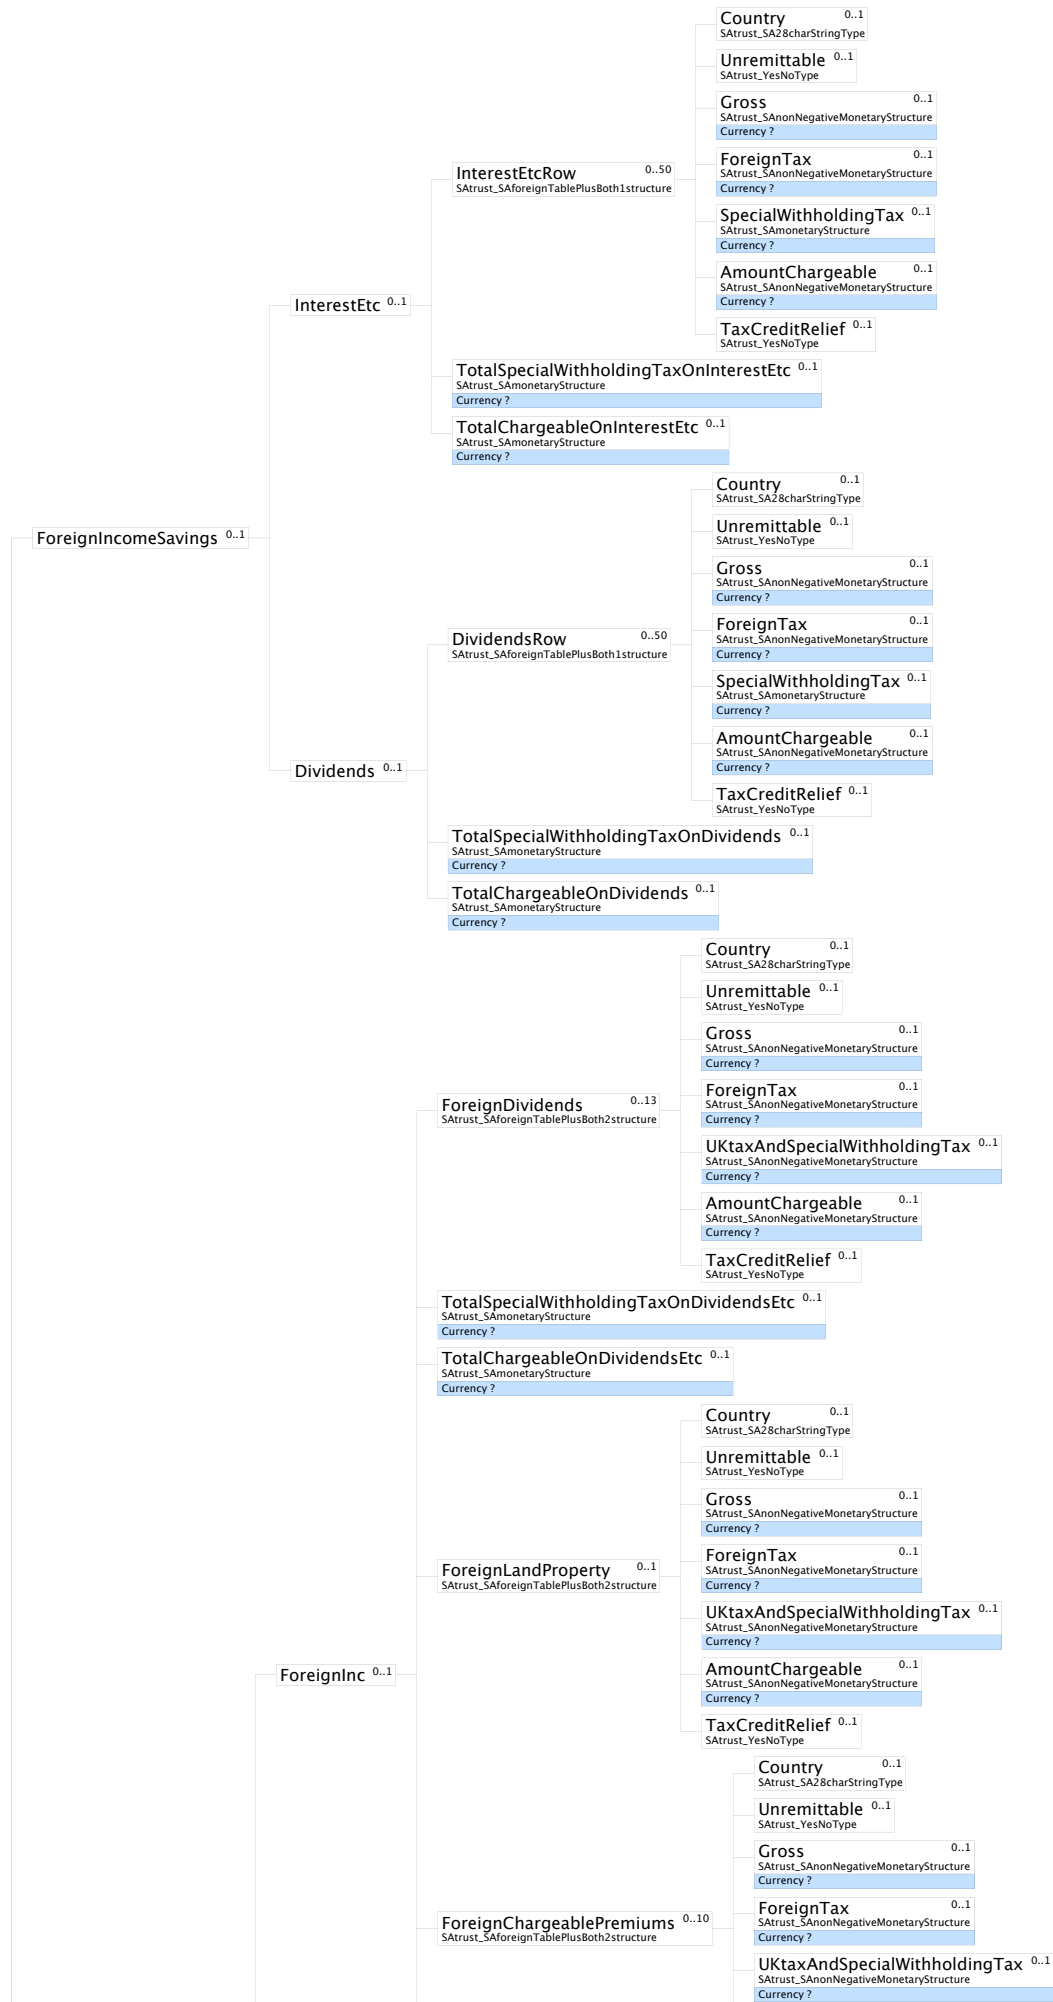 Country 0..1
SAtrust_SA28charStringType
Unremittable 0..1
SAtrust_YesNoType
Gross 0..1
SAtrust_SAnonNegativeMonetaryStructure
Currency ?
InterestEtcRow 0..50
SAtrust_SAforeignTablePlusBoth1structure
ForeignTax 0..1
SAtrust_SAnonNegativeMonetaryStructure
Currency ?
SpecialWithholdingTax 0..1
SAtrust_SAmonetaryStructure
Currency ?
AmountChargeable 0..1
SAtrust_SAnonNegativeMonetaryStructure
Currency ?
InterestEtc 0..1
TaxCreditRelief 0..1
SAtrust_YesNoType
TotalSpecialWithholdingTaxOnInterestEtc 0..1
SAtrust_SAmonetaryStructure
Currency ?
TotalChargeableOnInterestEtc 0..1
SAtrust_SAmonetaryStructure
Currency ?
Country 0..1
SAtrust_SA28charStringType
ForeignIncomeSavings 0..1
Unremittable 0..1
SAtrust_YesNoType
Gross 0..1
SAtrust_SAnonNegativeMonetaryStructure
Currency ?
DividendsRow 0..50
SAtrust_SAforeignTablePlusBoth1structure
ForeignTax 0..1
SAtrust_SAnonNegativeMonetaryStructure
Currency ?
SpecialWithholdingTax 0..1
SAtrust_SAmonetaryStructure
Currency ?
AmountChargeable 0..1
SAtrust_SAnonNegativeMonetaryStructure
Currency ?
Dividends 0..1
TaxCreditRelief 0..1
SAtrust_YesNoType
TotalSpecialWithholdingTaxOnDividends 0..1
SAtrust_SAmonetaryStructure
Currency ?
TotalChargeableOnDividends 0..1
SAtrust_SAmonetaryStructure
Currency ?
Country 0..1
SAtrust_SA28charStringType
Unremittable 0..1
SAtrust_YesNoType
Gross 0..1
SAtrust_SAnonNegativeMonetaryStructure
Currency ?
ForeignDividends 0..13
SAtrust_SAforeignTablePlusBoth2structure
ForeignTax 0..1
SAtrust_SAnonNegativeMonetaryStructure
Currency ?
UKtaxAndSpecialWithholdingTax 0..1
SAtrust_SAnonNegativeMonetaryStructure
Currency ?
AmountChargeable 0..1
SAtrust_SAnonNegativeMonetaryStructure
Currency ?
TaxCreditRelief 0..1
SAtrust_YesNoType
TotalSpecialWithholdingTaxOnDividendsEtc 0..1
SAtrust_SAmonetaryStructure
Currency ?
TotalChargeableOnDividendsEtc 0..1
SAtrust_SAmonetaryStructure
Currency ?
Country 0..1
SAtrust_SA28charStringType
Unremittable 0..1
SAtrust_YesNoType
Gross 0..1
SAtrust_SAnonNegativeMonetaryStructure
Currency ?
ForeignLandProperty 0..1
SAtrust_SAforeignTablePlusBoth2structure
ForeignTax 0..1
SAtrust_SAnonNegativeMonetaryStructure
Currency ?
UKtaxAndSpecialWithholdingTax 0..1
SAtrust_SAnonNegativeMonetaryStructure
Currency ?
ForeignInc 0..1
AmountChargeable 0..1
SAtrust_SAnonNegativeMonetaryStructure
Currency ?
TaxCreditRelief 0..1
SAtrust_YesNoType
Country 0..1
SAtrust_SA28charStringType
Unremittable 0..1
SAtrust_YesNoType
Gross 0..1
SAtrust_SAnonNegativeMonetaryStructure
Currency ?
ForeignChargeablePremiums 0..10
SAtrust_SAforeignTablePlusBoth2structure
ForeignTax 0..1
SAtrust_SAnonNegativeMonetaryStructure
Currency ?
UKtaxAndSpecialWithholdingTax 0..1
SAtrust_SAnonNegativeMonetaryStructure
Currency ?